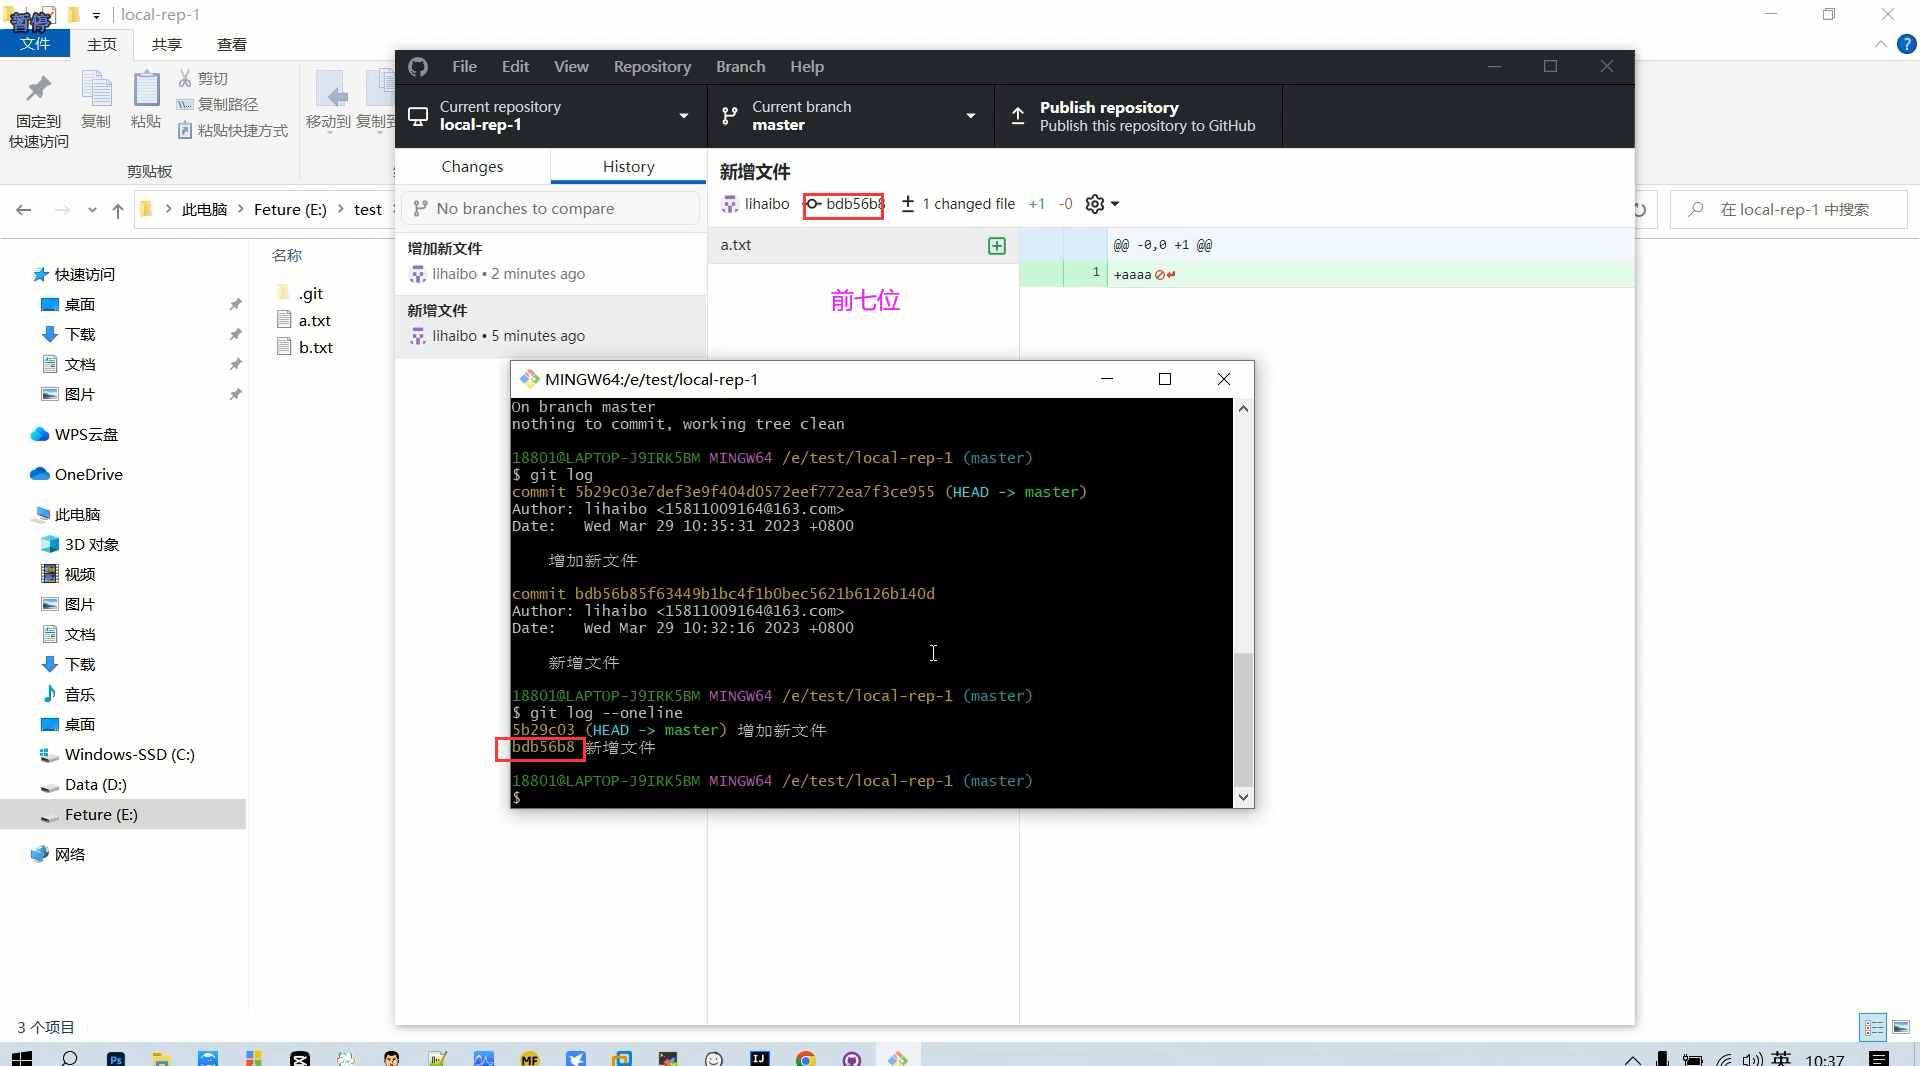 local-rep-1
暂停
文件 主页 共享 查看
剪切
复制路径
粘贴快捷方式
固定到
快速访问
复制
粘贴
移动到 复制到
剪贴板
此电脑 Feture (E:) test
在 local-rep-1 中搜索
名称
.git
a.txt
b.txt
快速访问
桌面
下载
文档
图片
WPS云盘
OneDrive
此电脑
3D 对象
视频
图片
文档
下载
音乐
桌面
Windows-SSD (C:)
Data (D:)
Feture (E:)
网络
3 个项目
File Edit View Repository Branch Help
Current repository
local-rep-1
Current branch
master
Publish repository
Publish this repository to GitHub
Changes History
No branches to compare
增加新文件
lihaibo • 2 minutes ago
新增文件
lihaibo • 5 minutes ago
新增文件
lihaibo bdb56b8 1 changed file +1 -0
a.txt
@@ -0,0 +1 @@
1 +aaaa
前七位
MINGW64:/e/test/local-rep-1
On branch master
nothing to commit, working tree clean
18801@LAPTOP-J9IRK5BM MINGW64 /e/test/local-rep-1 (master)
$ git log
commit 5b29c03e7def3e9f404d0572eef772ea7f3ce955 (HEAD -> master)
Author: lihaibo <15811009164@163.com>
Date:   Wed Mar 29 10:35:31 2023 +0800
增加新文件
commit bdb56b85f63449b1bc4f1b0bec5621b6126b140d
Author: lihaibo <15811009164@163.com>
Date:   Wed Mar 29 10:32:16 2023 +0800
新增文件
18801@LAPTOP-J9IRK5BM MINGW64 /e/test/local-rep-1 (master)
$ git log --oneline
5b29c03 (HEAD -> master) 增加新文件
bdb56b8 新增文件
18801@LAPTOP-J9IRK5BM MINGW64 /e/test/local-rep-1 (master)
$
Ps
MF
IJ
英 10:37